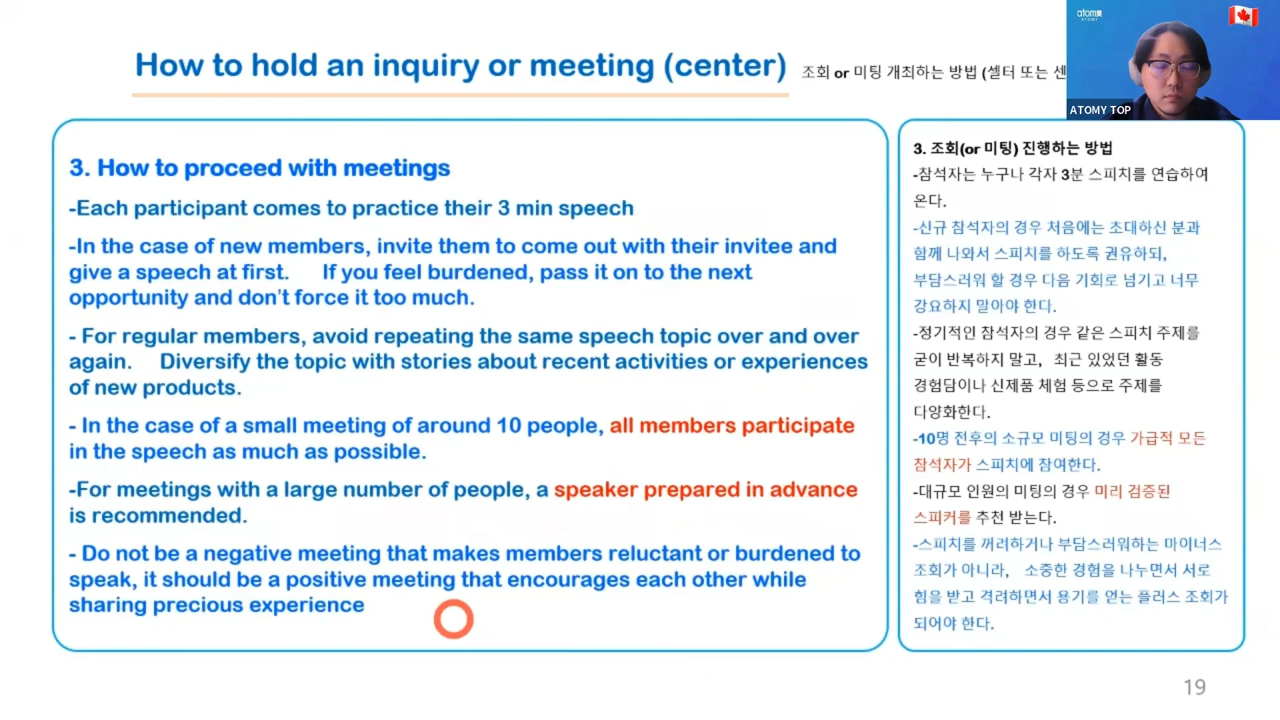 How to hold an inquiry or meeting (center)
조회 or 미팅 개최하는 방법 (셀터 또는 센
atom美
ATOMY
ATOMY TOP
3. How to proceed with meetings
-Each participant comes to practice their 3 min speech
-In the case of new members, invite them to come out with their invitee and
give a speech at first. If you feel burdened, pass it on to the next
opportunity and don't force it too much.
- For regular members, avoid repeating the same speech topic over and over
again. Diversify the topic with stories about recent activities or experiences
of new products.
- In the case of a small meeting of around 10 people, all members participate
in the speech as much as possible.
-For meetings with a large number of people, a speaker prepared in advance
is recommended.
- Do not be a negative meeting that makes members reluctant or burdened to
speak, it should be a positive meeting that encourages each other while
sharing precious experience
3. 조회(or 미팅) 진행하는 방법
-참석자는 누구나 각자 3분 스피치를 연습하여
온다.
-신규 참석자의 경우 처음에는 초대하신 분과
함께 나와서 스피치를 하도록 권유하되,
부담스러워 할 경우 다음 기회로 넘기고 너무
강요하지 말아야 한다.
-정기적인 참석자의 경우 같은 스피치 주제를
굳이 반복하지 말고, 최근 있었던 활동
경험담이나 신제품 체험 등으로 주제를
다양화한다.
-10명 전후의 소규모 미팅의 경우 가급적 모든
참석자가 스피치에 참여한다.
-대규모 인원의 미팅의 경우 미리 검증된
스피커를 추천 받는다.
-스피치를 꺼려하거나 부담스러워하는 마이너스
조회가 아니라, 소중한 경험을 나누면서 서로
힘을 받고 격려하면서 용기를 얻는 플러스 조회가
되어야 한다.
19